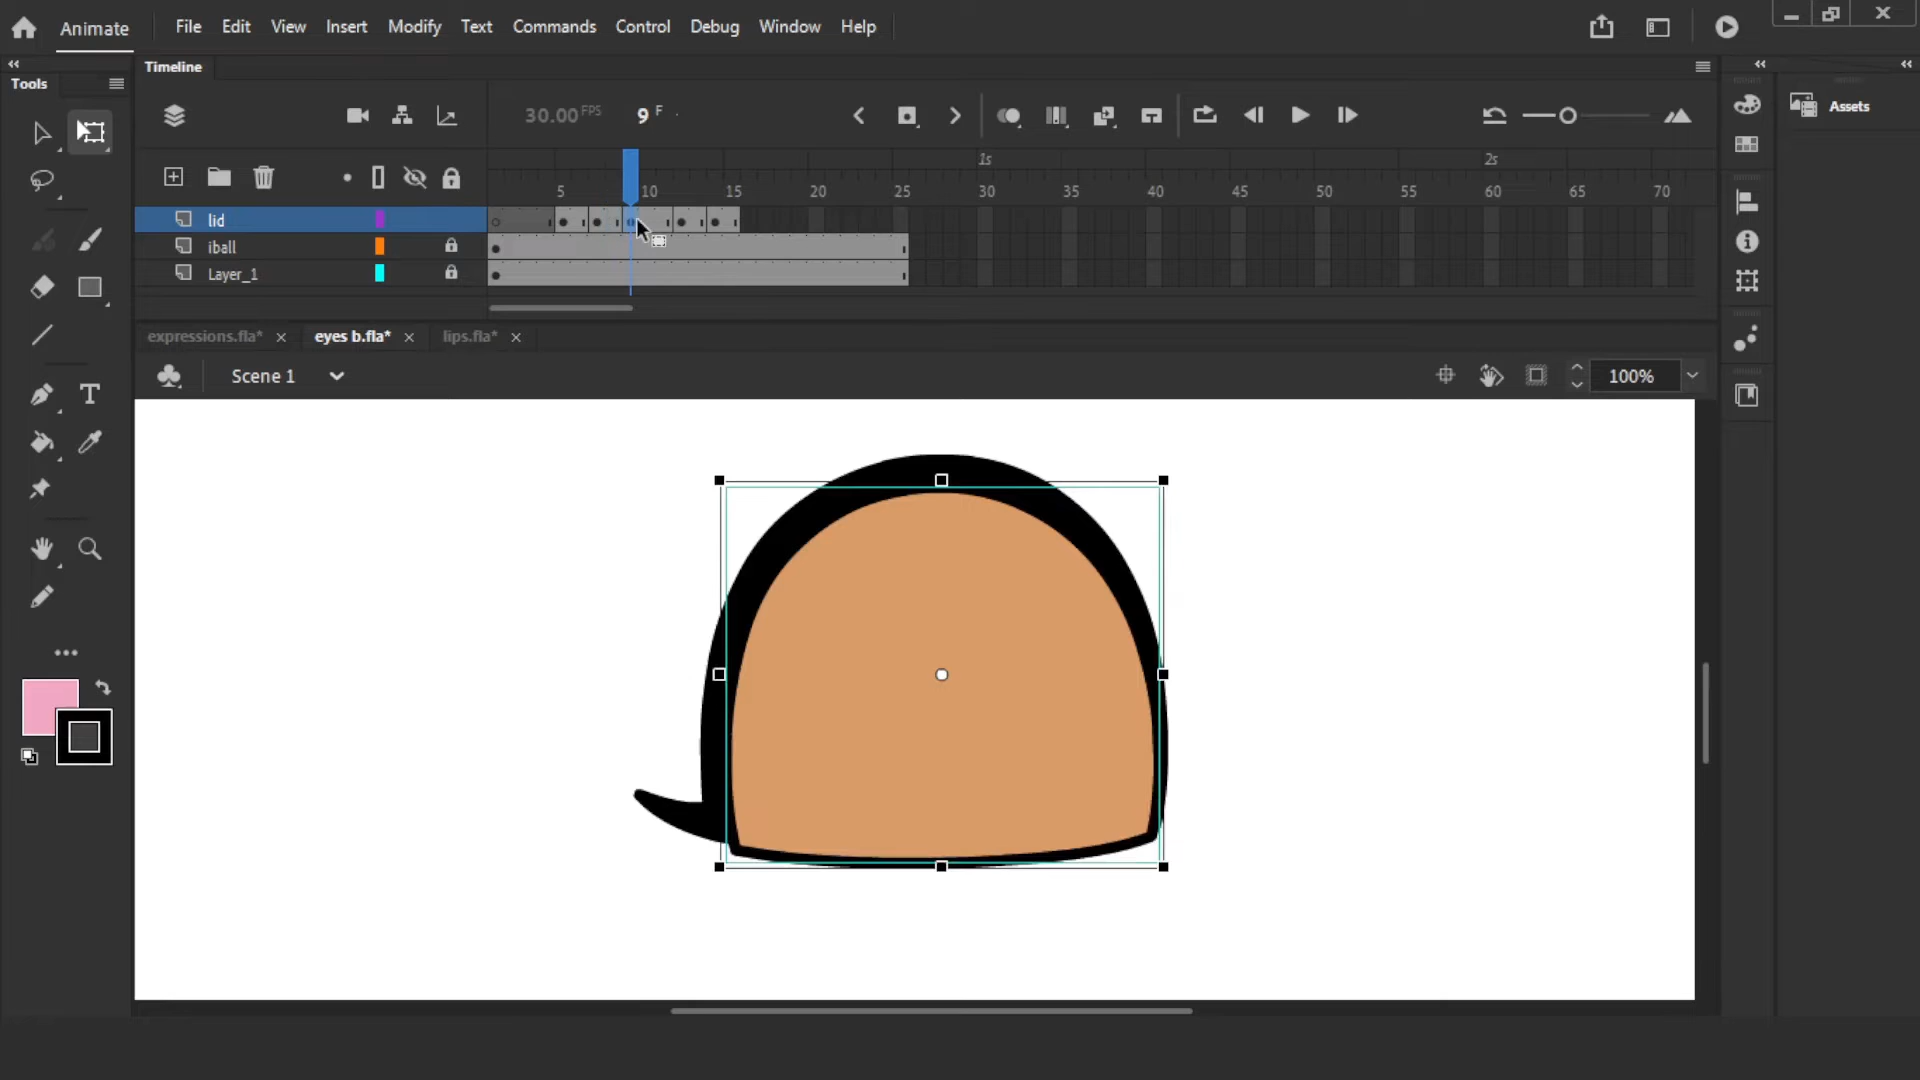 Animate File Edit View Insert Modify Text Commands Control Debug Window Help
Tools Timeline
30.00 FPS 9 F
Assets
1s 2s
5 10 15 20 25 30 35 40 45 50 55 60 65 70
lid
iball
Layer_1
expressions.fla* eyes b.fla* lips.fla*
Scene 1 100%